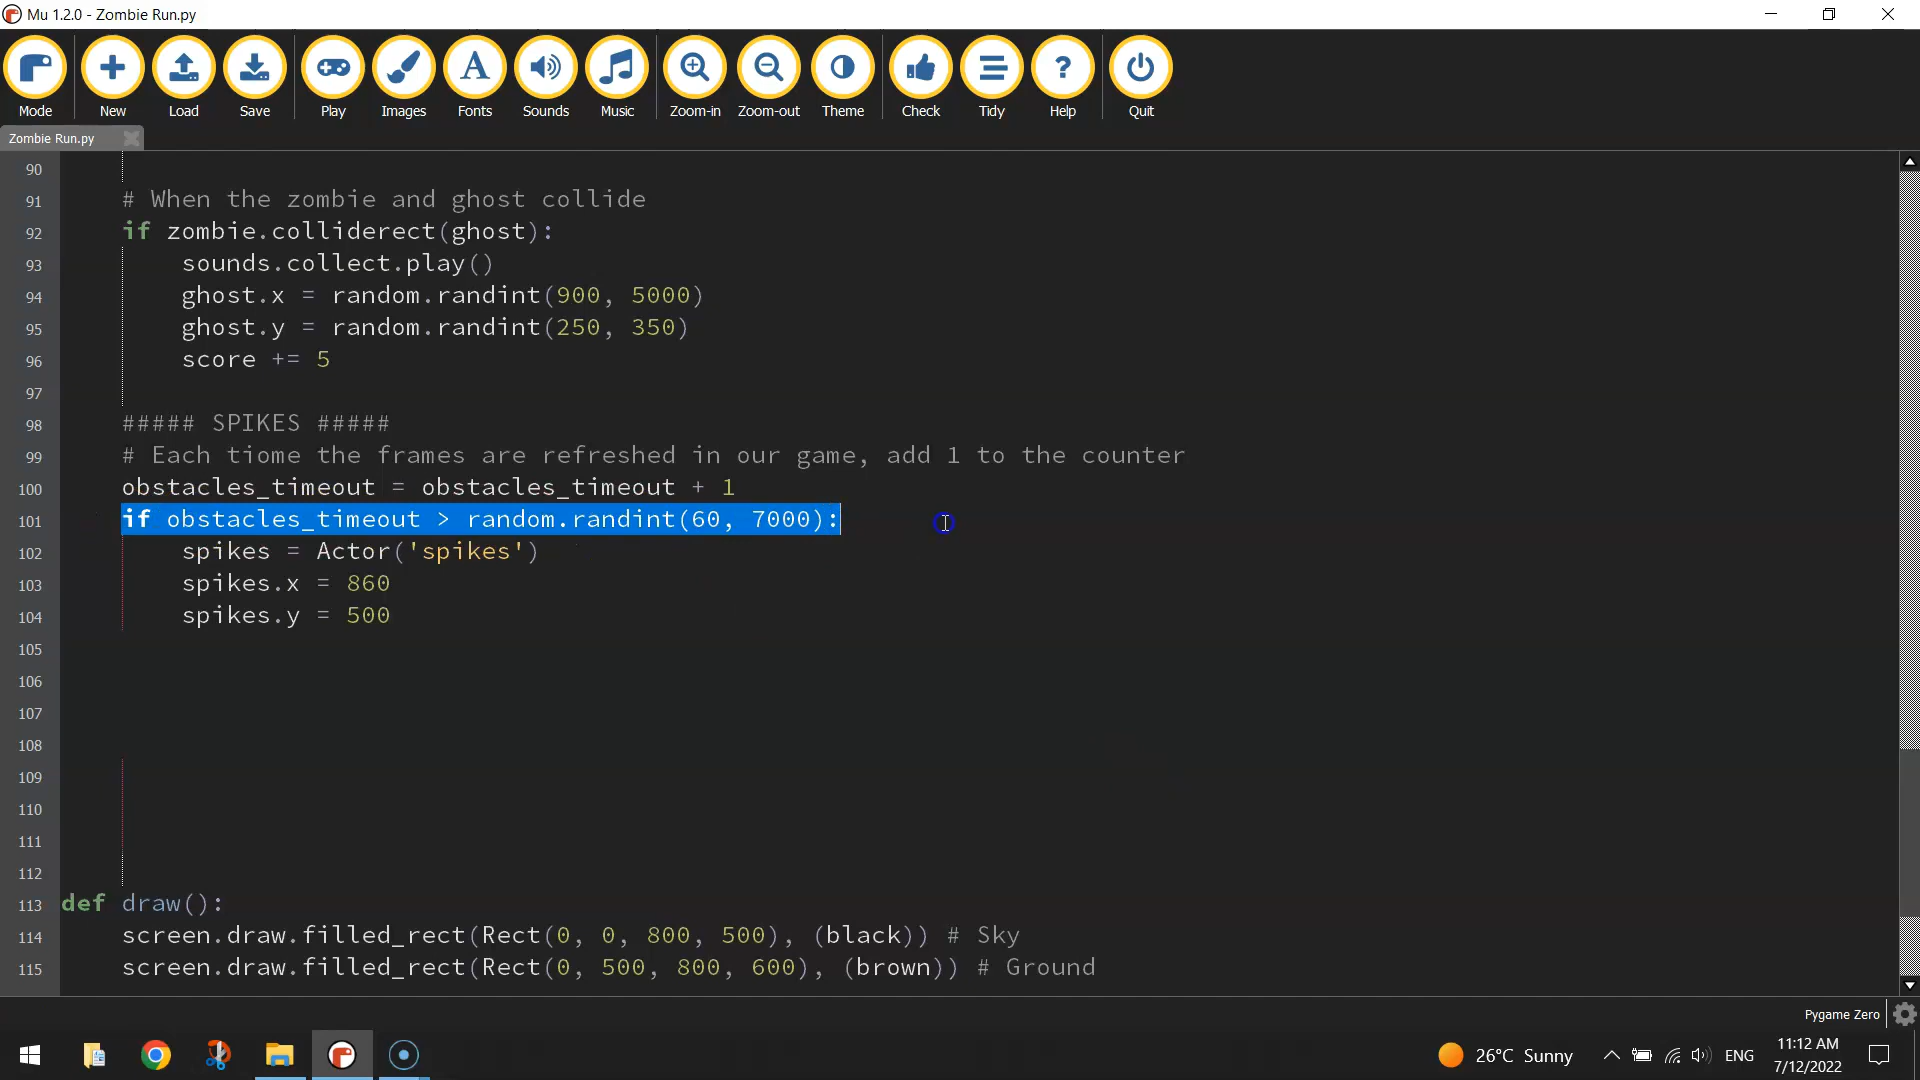 Mu 1.2.0 - Zombie Run.py
Mode New Load Save Play Images Fonts Sounds Music Zoom-in Zoom-out Theme Check Tidy Help Quit
Zombie Run.py
90
91 # When the zombie and ghost collide
92 if zombie.colliderect(ghost):
93 sounds.collect.play()
94 ghost.x = random.randint(900, 5000)
95 ghost.y = random.randint(250, 350)
96 score += 5
97
98 ##### SPIKES #####
99 # Each tiome the frames are refreshed in our game, add 1 to the counter
100 obstacles_timeout = obstacles_timeout + 1
101 if obstacles_timeout > random.randint(60, 7000):
102 spikes = Actor('spikes')
103 spikes.x = 860
104 spikes.y = 500
105
106
107
108
109
110
111
112
113 def draw():
114 screen.draw.filled_rect(Rect(0, 0, 800, 500), (black)) # Sky
115 screen.draw.filled_rect(Rect(0, 500, 800, 600), (brown)) # Ground
Pygame Zero
26°C Sunny
ENG
11:12 AM
7/12/2022